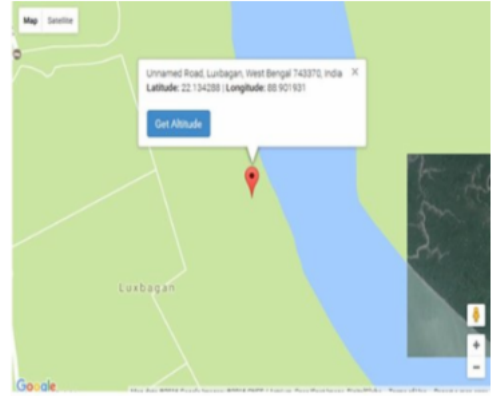 Map Satellite
Unnamed Road, Luxbagan, West Bengal 743370, India
Latitude: 22.134288 | Longitude: 88.901931
Get Altitude
Luxbagan
Google